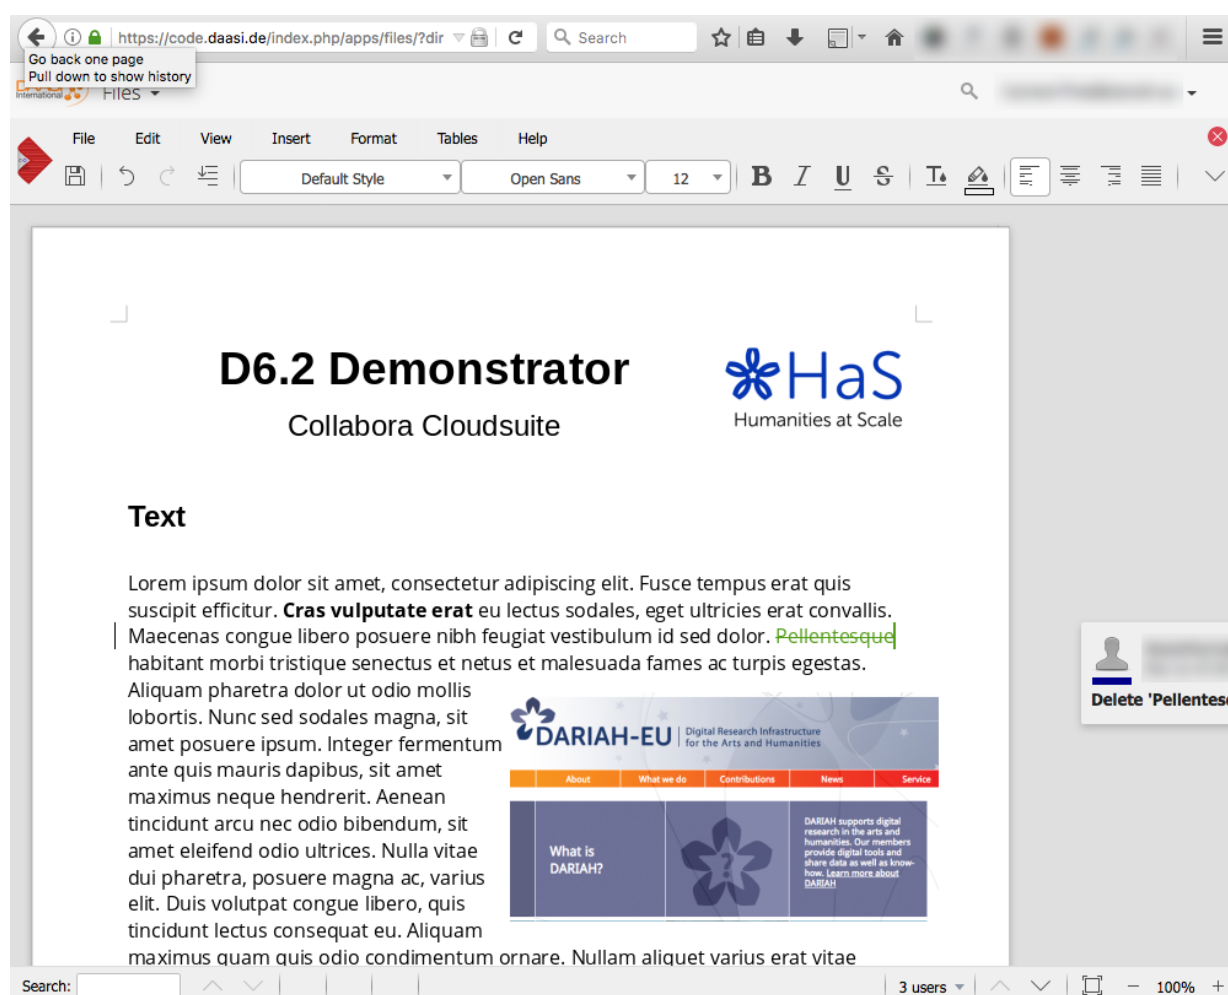 https://code.daasi.de/index.php/apps/files/?dir
Search
Go back one page
Pull down to show history
International
Files
File Edit View Insert Format Tables Help
Default Style Open Sans 12 B I U S
D6.2 Demonstrator
HaS
Collabora Cloudsuite
Humanities at Scale
Text
Lorem ipsum dolor sit amet, consectetur adipiscing elit. Fusce tempus erat quis
suscipit efficitur. Cras vulputate erat eu lectus sodales, eget ultricies erat convallis.
Maecenas congue libero posuere nibh feugiat vestibulum id sed dolor. Pellentesque
habitant morbi tristique senectus et netus et malesuada fames ac turpis egestas.
Aliquam pharetra dolor ut odio mollis
lobortis. Nunc sed sodales magna, sit
amet posuere ipsum. Integer fermentum
ante quis mauris dapibus, sit amet
maximus neque hendrerit. Aenean
tincidunt arcu nec odio bibendum, sit
amet eleifend odio ultrices. Nulla vitae
dui pharetra, posuere magna ac, varius
elit. Duis volutpat congue libero, quis
tincidunt lectus consequat eu. Aliquam
maximus quam quis odio condimentum ornare. Nullam aliquet varius erat vitae
DARIAH-EU
Digital Research Infrastructure
for the Arts and Humanities
About What we do Contributions News Service
What is
DARIAH?
?
DARIAH supports digital
research in the arts and
humanities. Our members
provide digital tools and
share data as well as know-
how. Learn more about
DARIAH
Delete 'Pellentes
Search:
3 users
100%